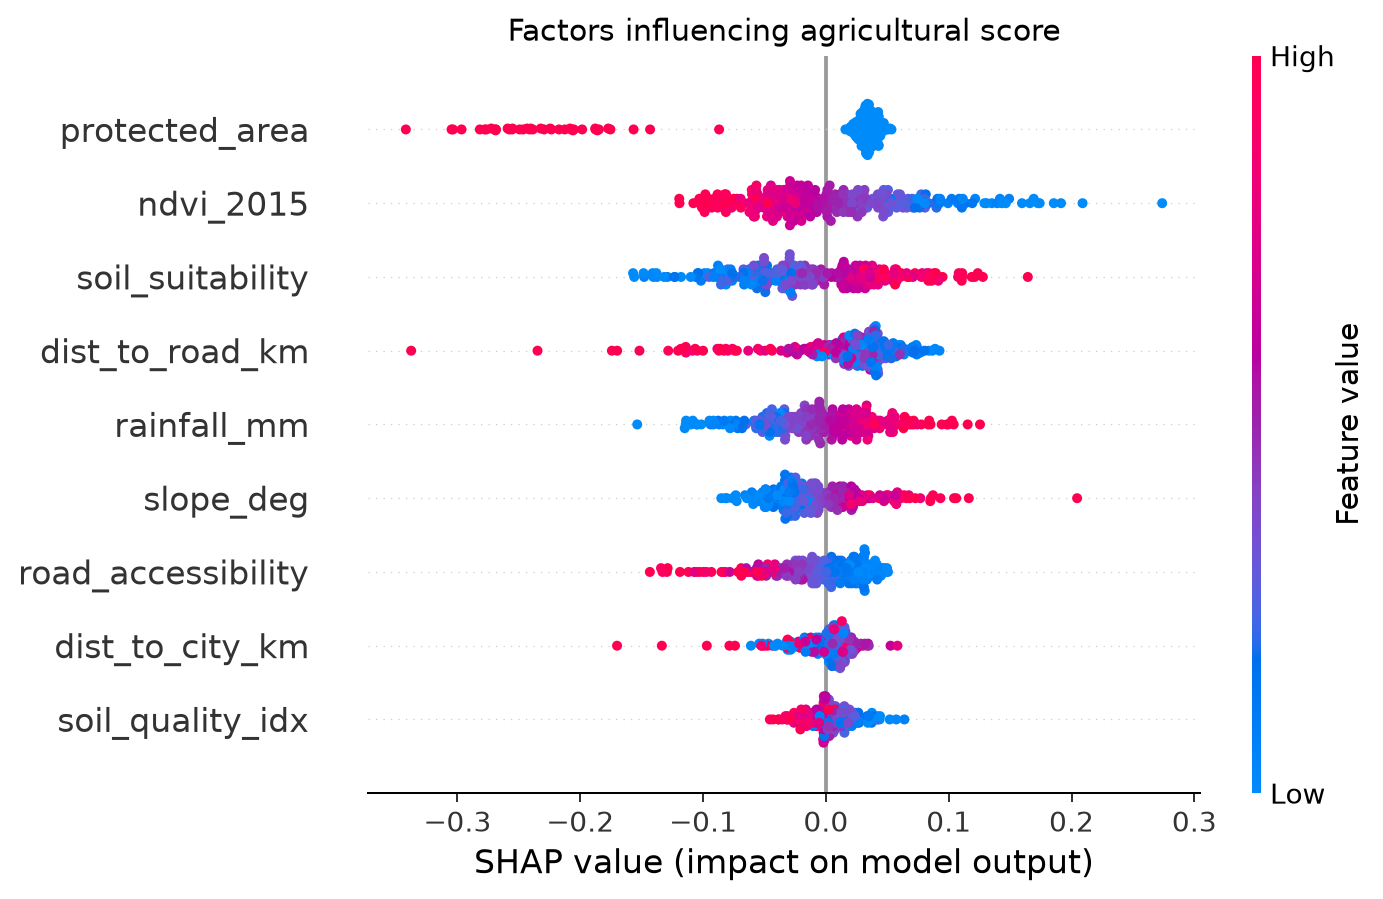 Factors influencing agricultural score
High
protected_area
ndvi_2015
soil_suitability
dist_to_road_km
rainfall_mm
slope_deg
road_accessibility
dist_to_city_km
soil_quality_idx
Feature value
Low
−0.3 −0.2 −0.1 0.0 0.1 0.2 0.3
SHAP value (impact on model output)